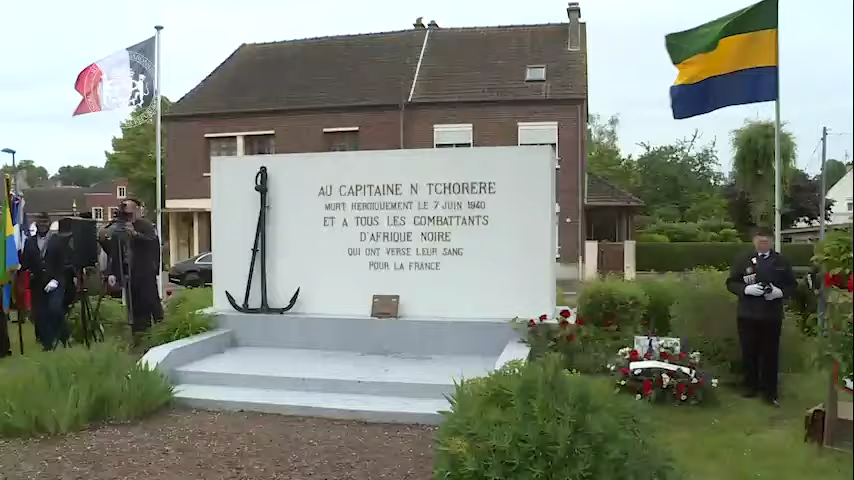 AU CAPITAINE N TCHORERE
MORT HEROIQUEMENT LE 7 JUIN 1940
ET A TOUS LES COMBATTANTS
D'AFRIQUE NOIRE
QUI ONT VERSE LEUR SANG
POUR LA FRANCE